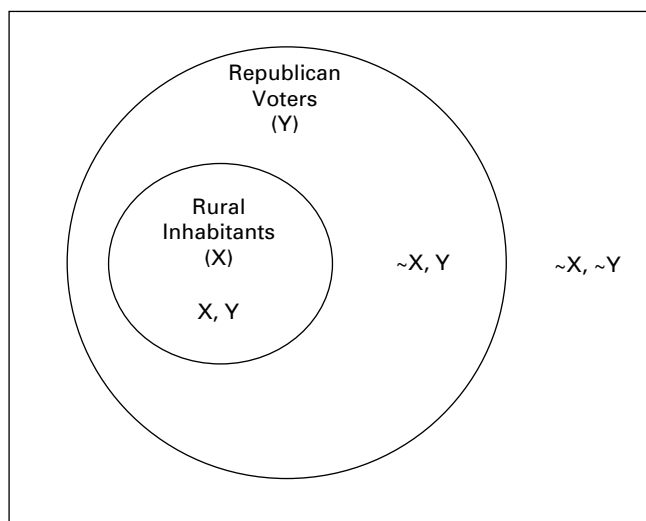 Republican
Voters
(Y)
Rural
Inhabitants
(X)
~X, Y
~X, ~Y
X, Y